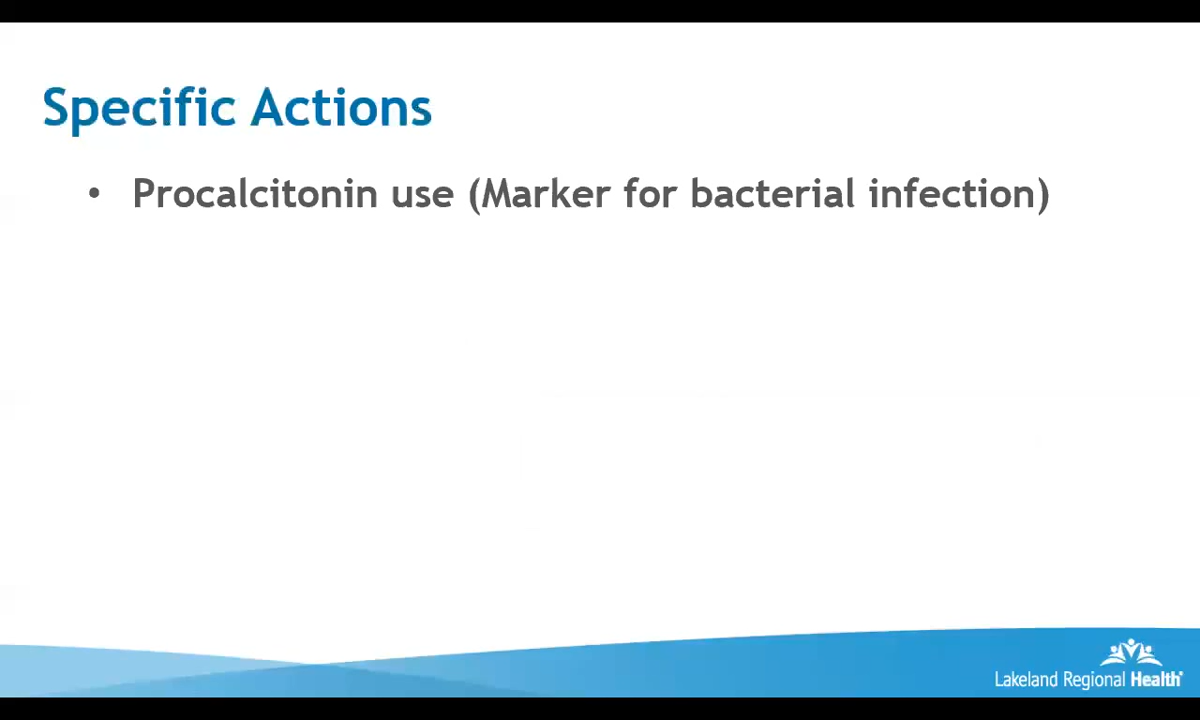 Specific Actions
• Procalcitonin use (Marker for bacterial infection)
Lakeland Regional Health